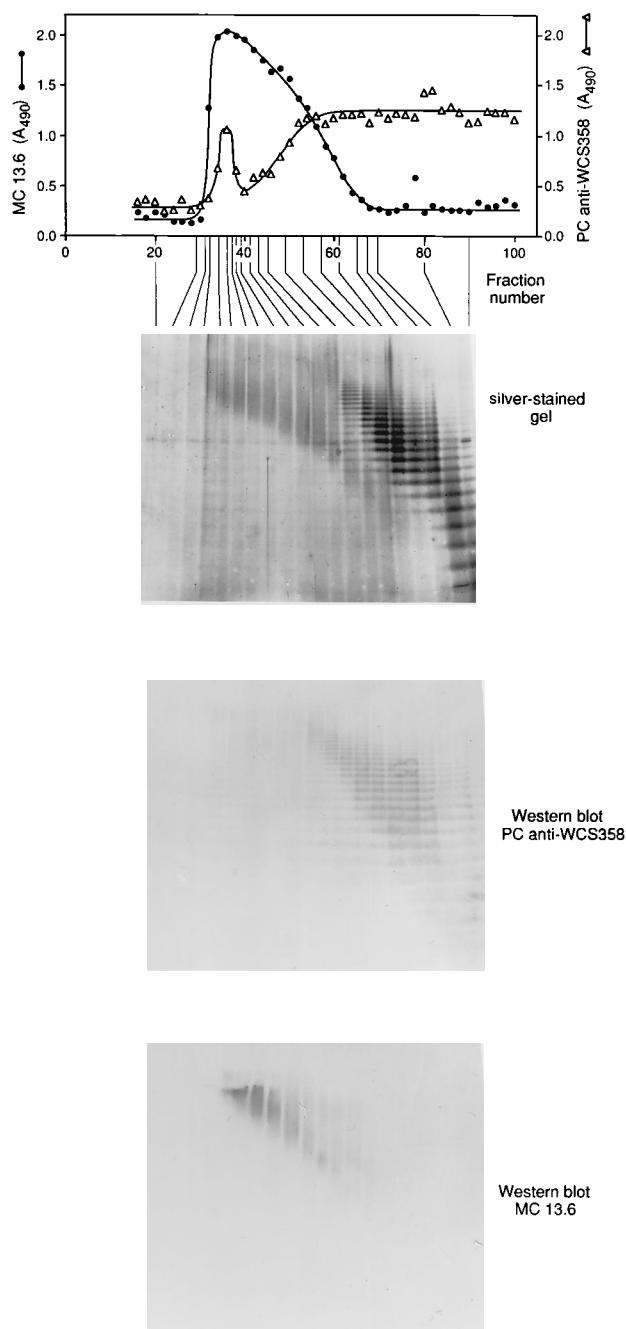 MC 13.6 (A490)
2.0
1.5
1.0
0.5
0.0
2.0
1.5
1.0
0.5
0.0
PC anti-WCS358 (A490)
0
20
40
60
80
100
Fraction
number
silver-stained
gel
Western blot
PC anti-WCS358
Western blot
MC 13.6